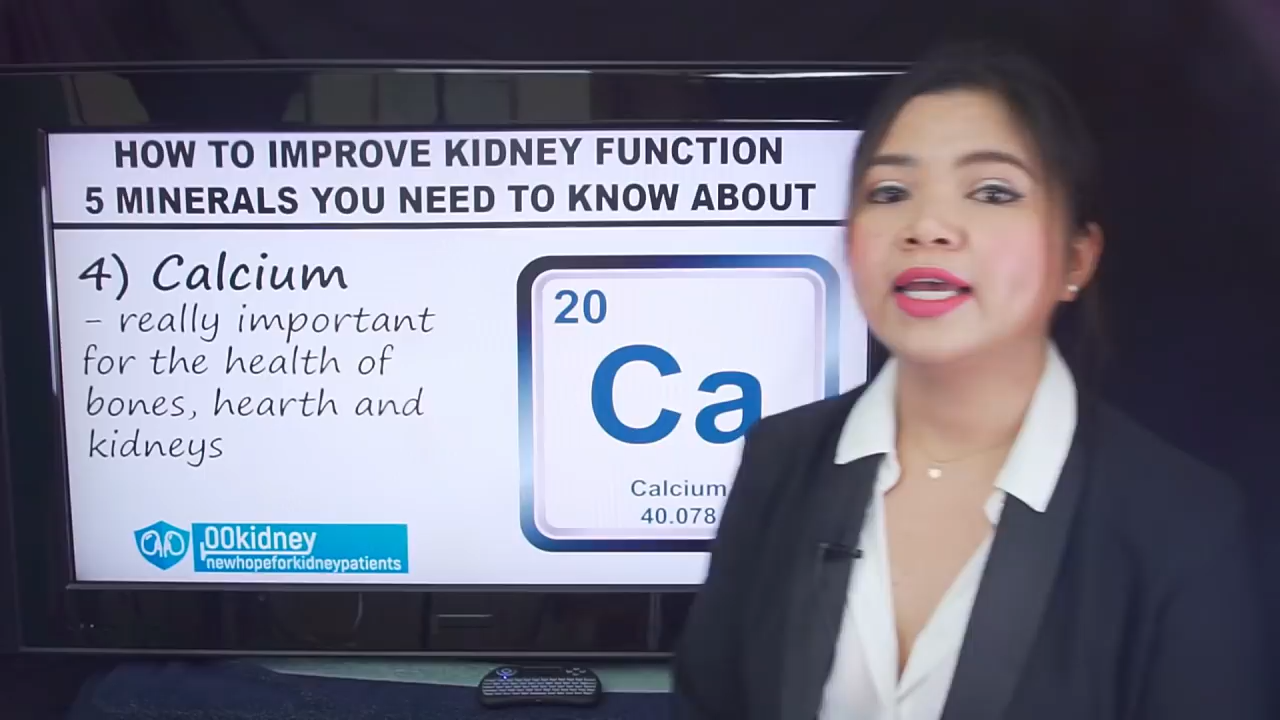 HOW TO IMPROVE KIDNEY FUNCTION
5 MINERALS YOU NEED TO KNOW ABOUT
4) Calcium
- really important
for the health of
bones, hearth and
kidneys
20
Ca
Calcium
40.078
00kidney
newhopeforkidneypatients